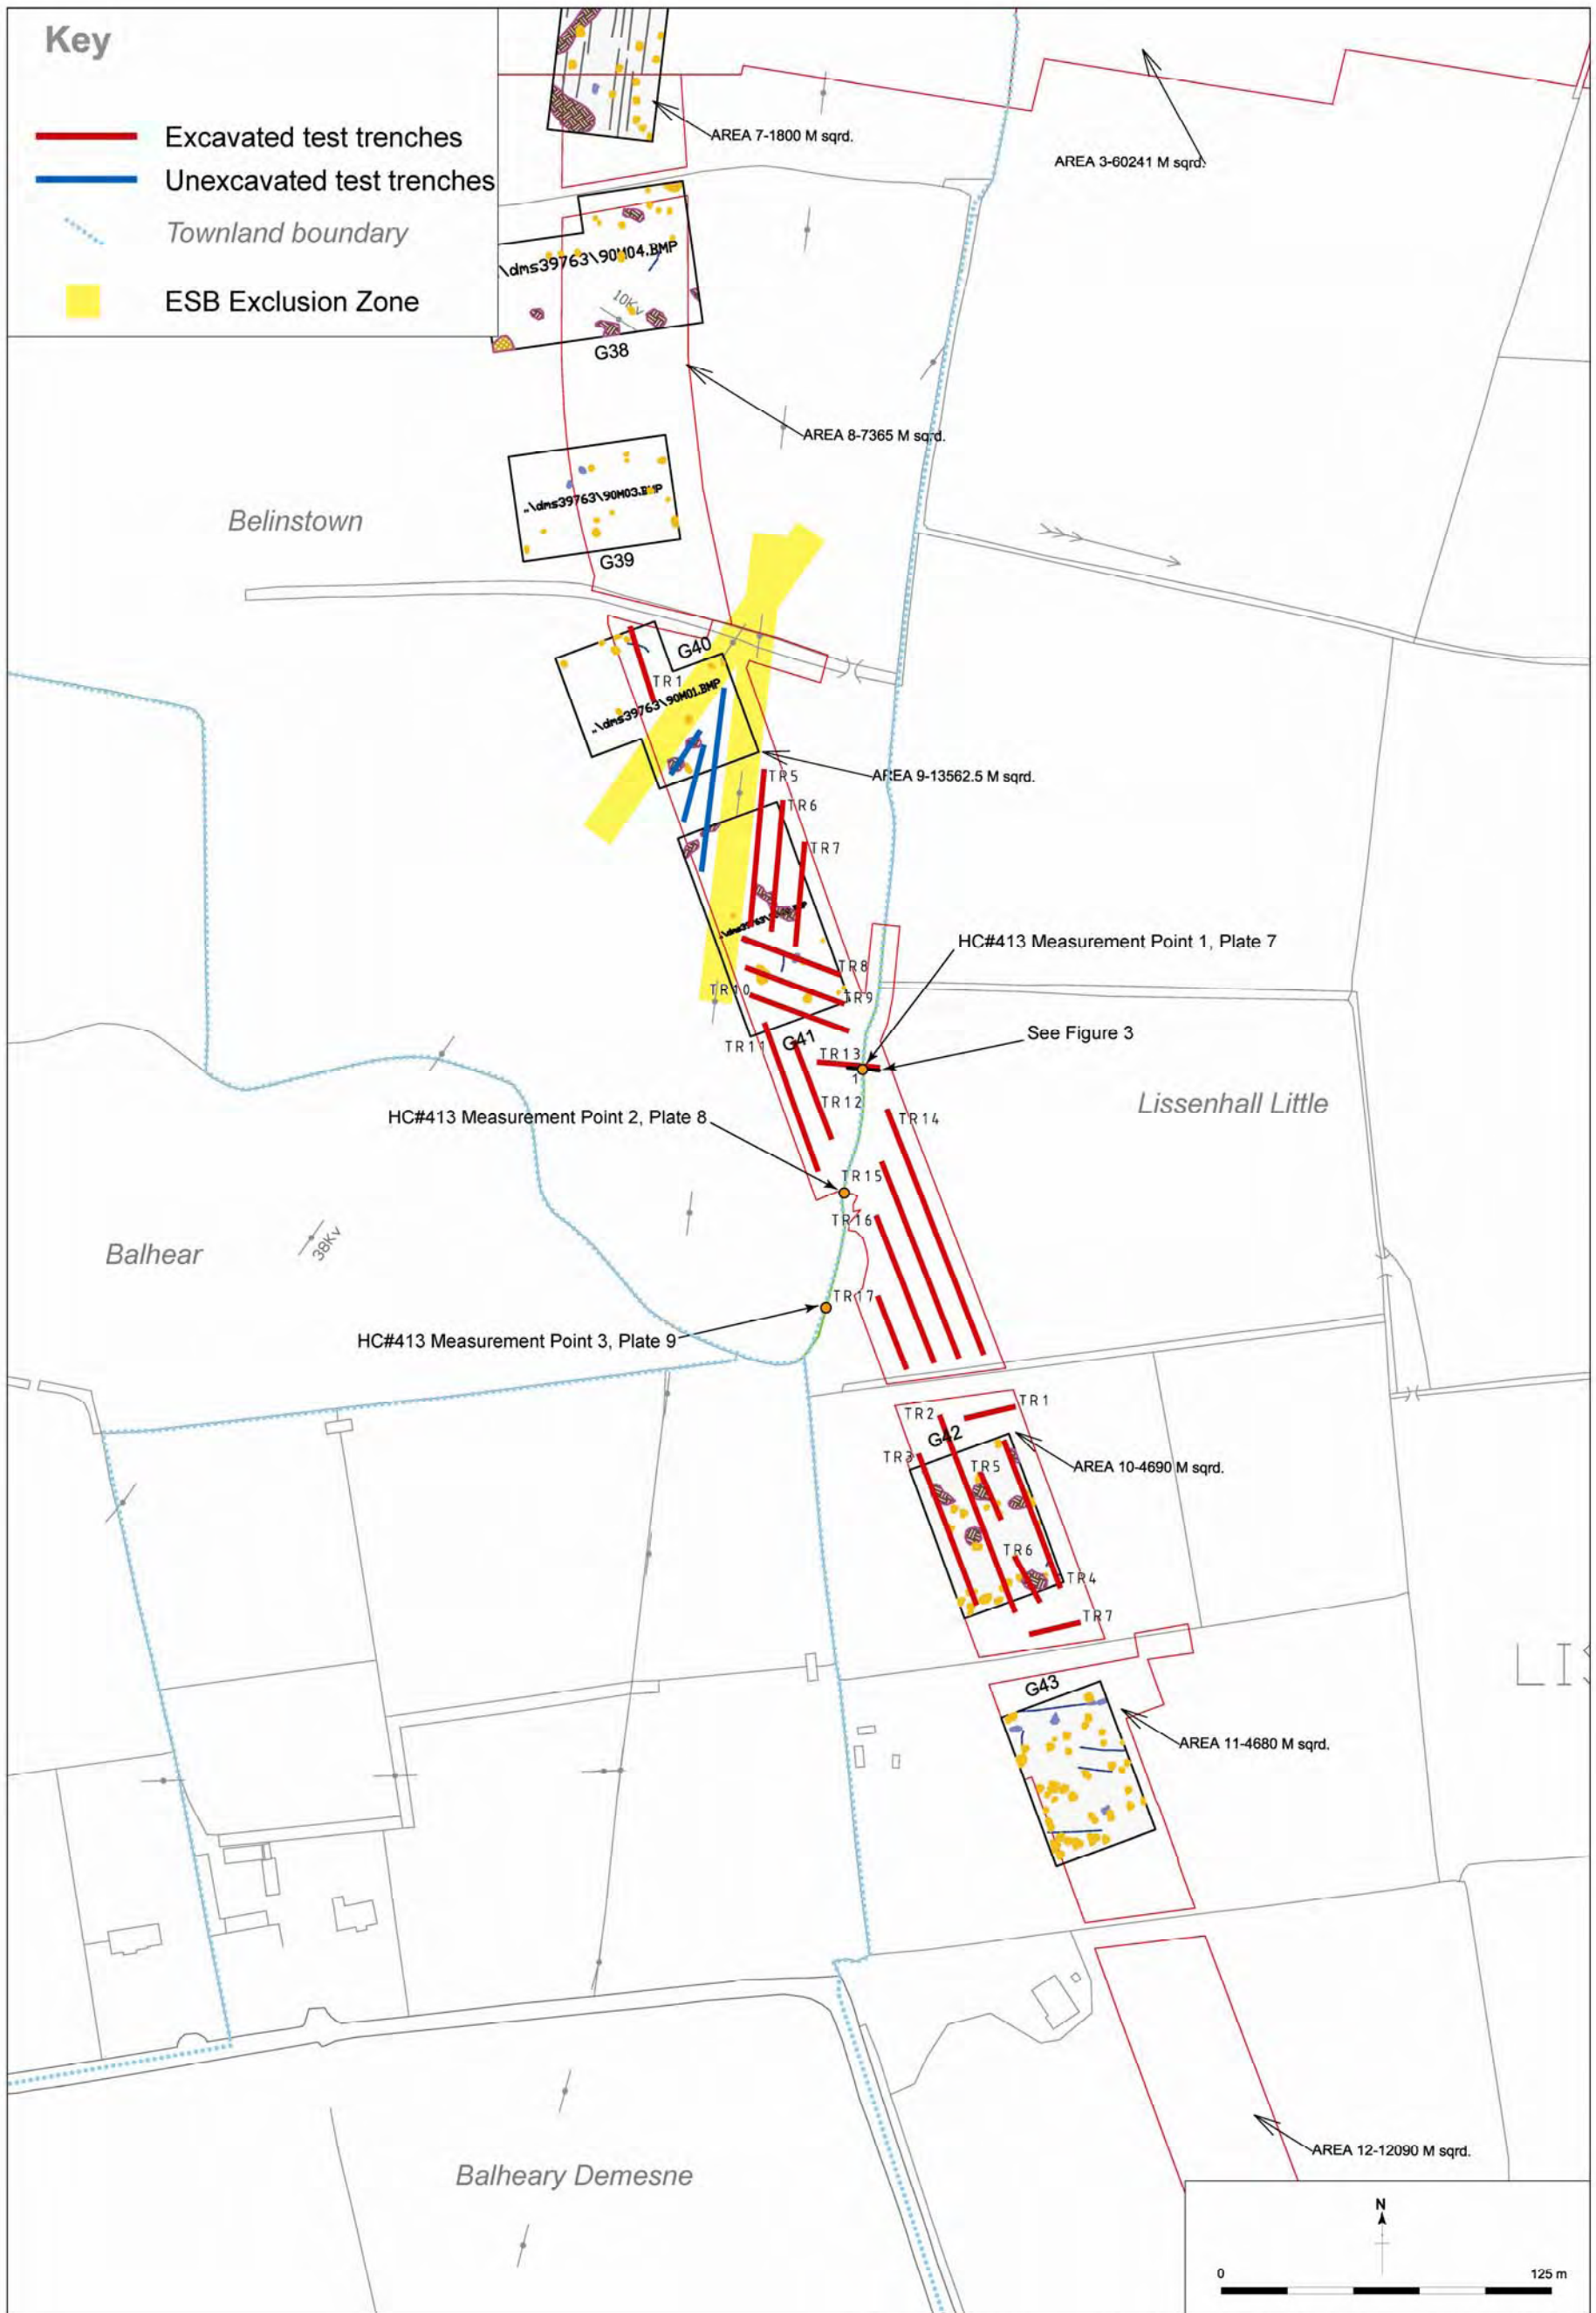 Key
Excavated test trenches
Unexcavated test trenches
Townland boundary
ESB Exclusion Zone
AREA 7-1800 M sqrd.
AREA 3-60241 M sqrd.
\dms39763\90M04.BMP
10Kv
G38
AREA 8-7365 M sqrd.
..\dms39763\90M03.BMP
Belinstown
G39
G40
TR1
..\dms39763\90M01.BMP
AREA 9-13562.5 M sqrd.
TR5
TR6
TR7
TR8
HC#413 Measurement Point 1, Plate 7
TR10
TR9
See Figure 3
TR11
G41
TR13
1
TR12
Lissenhall Little
HC#413 Measurement Point 2, Plate 8
TR14
TR15
TR16
38Kv
Balhear
TR17
HC#413 Measurement Point 3, Plate 9
TR1
TR2
G42
TR3
TR5
AREA 10-4690 M sqrd.
TR6
TR4
TR7
LIS
G43
AREA 11-4680 M sqrd.
AREA 12-12090 M sqrd.
Balheary Demesne
N
0 125 m